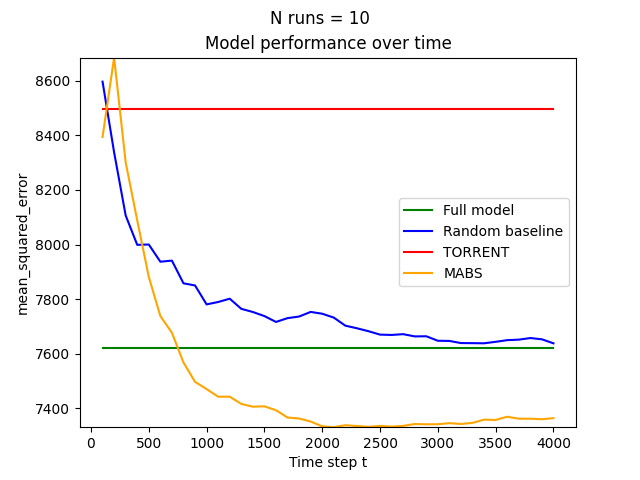 N runs = 10
Model performance over time
mean_squared_error
8600
8400
8200
8000
7800
7600
7400
Full model
Random baseline
TORRENT
MABS
0 500 1000 1500 2000 2500 3000 3500 4000
Time step t